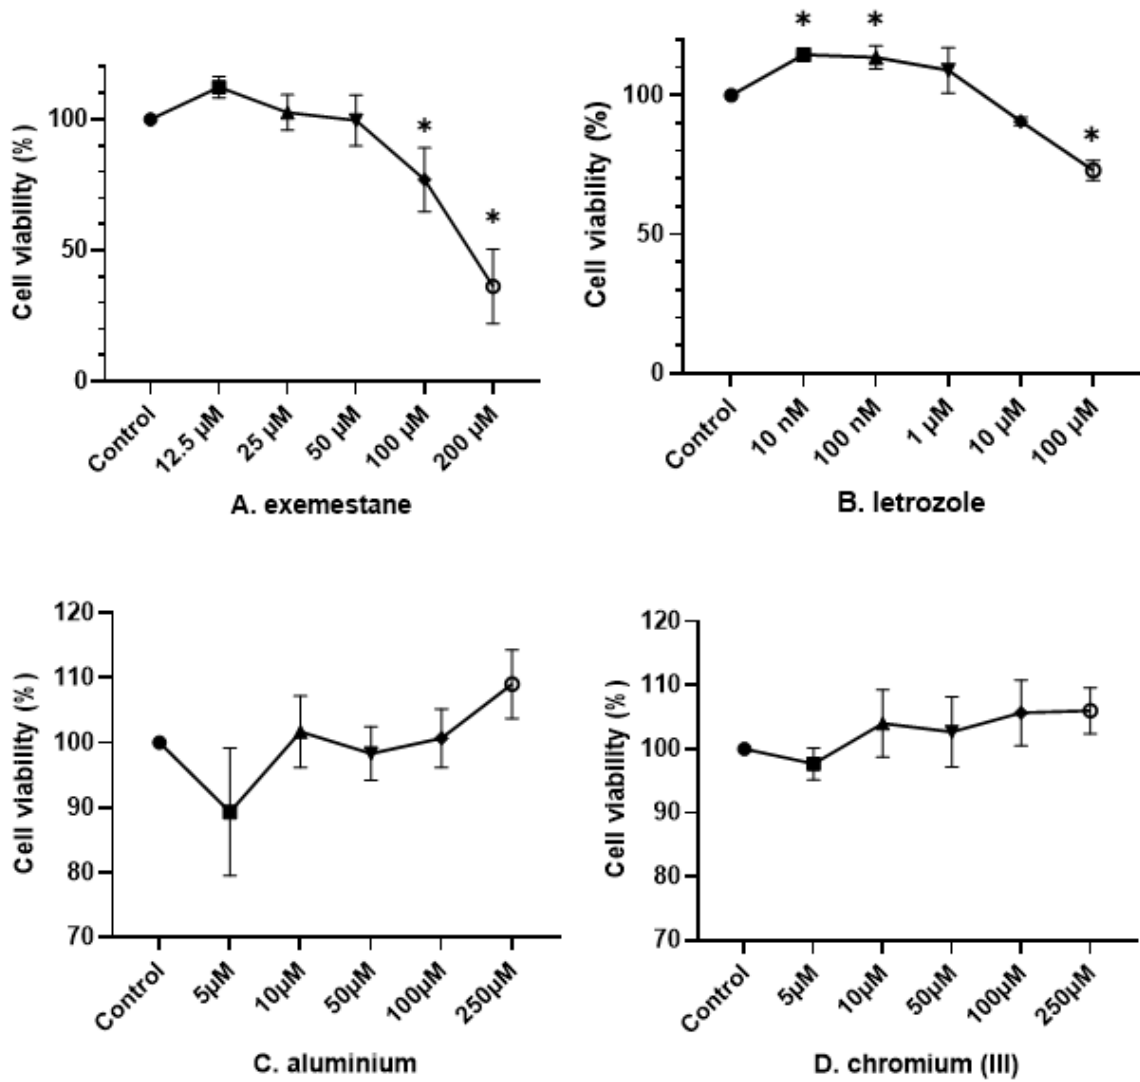 Cell viability (%)
100
50
0
*
*
Control
12.5 µM
25 µM
50 µM
100 µM
200 µM
A. exemestane
Cell viability (%)
100
50
0
*
*
*
Control
10 nM
100 nM
1 µM
10 µM
100 µM
B. letrozole
Cell viability (%)
120
110
100
90
80
70
Control
5µM
10µM
50µM
100µM
250µM
C. aluminium
Cell viability (%)
120
110
100
90
80
70
Control
5µM
10µM
50µM
100µM
250µM
D. chromium (III)